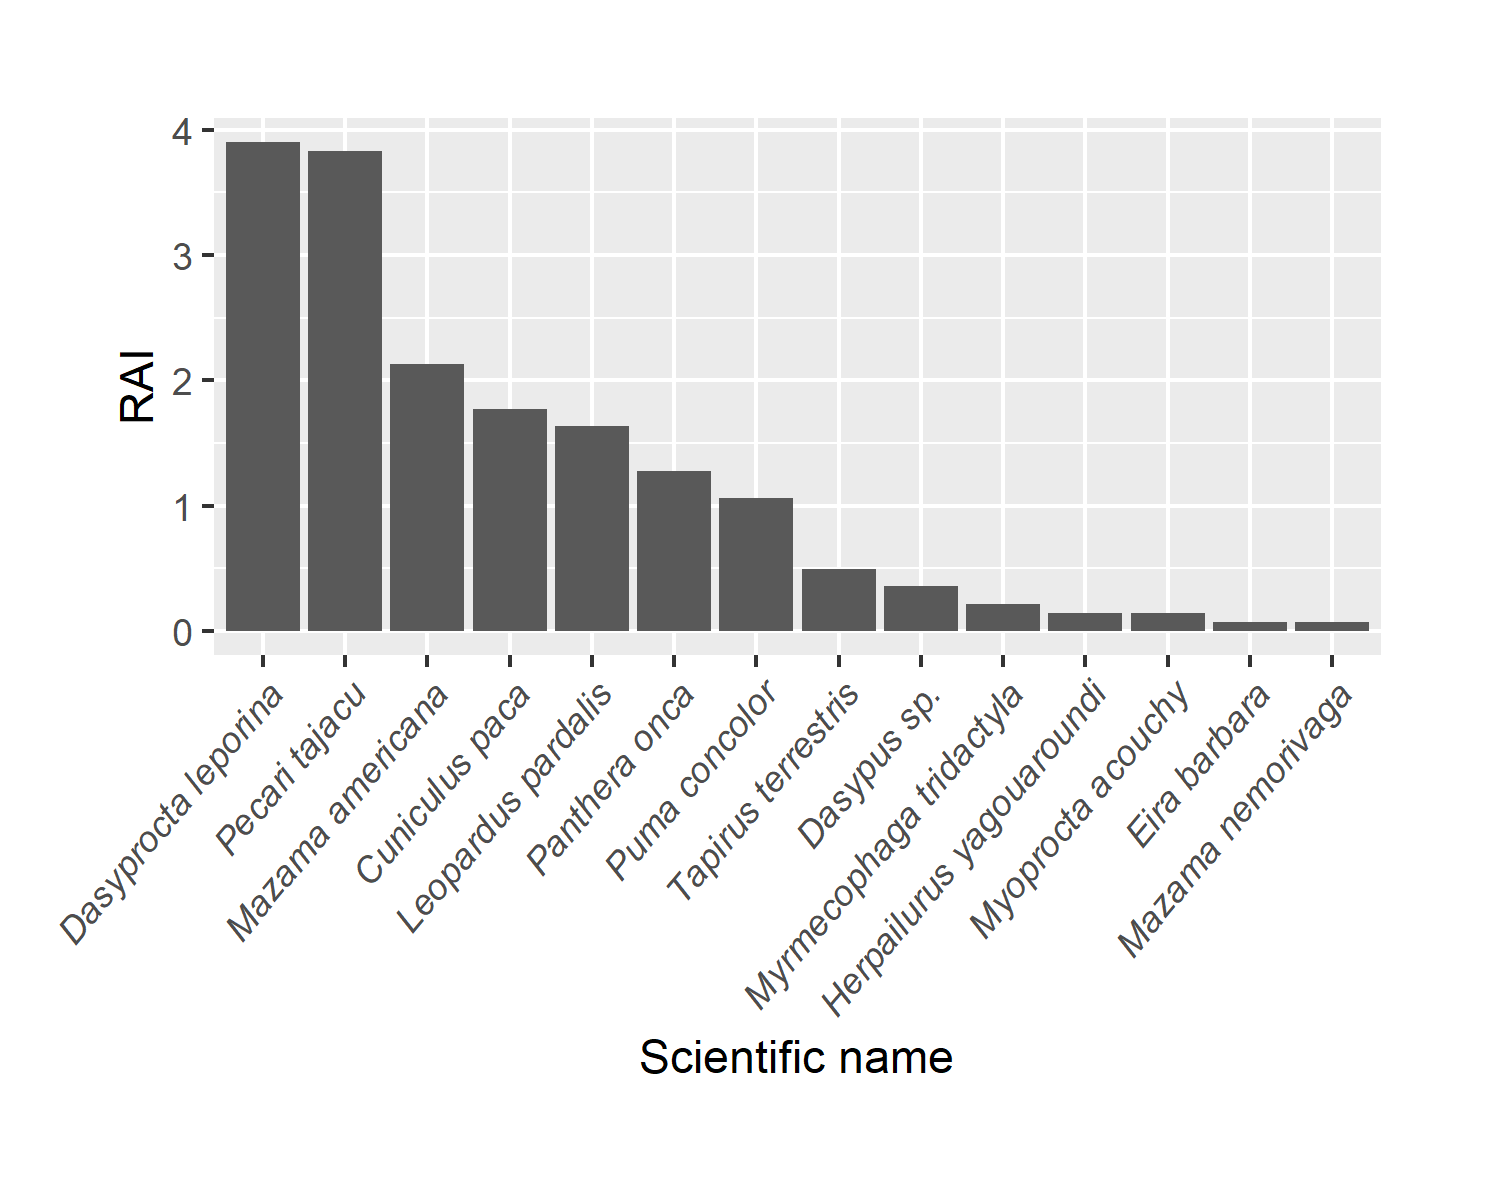 RAI
4
3
2
1
0
Dasyprocta leporina
Pecari tajacu
Mazama americana
Cuniculus paca
Leopardus pardalis
Panthera onca
Puma concolor
Tapirus terrestris
Dasypus sp.
Myrmecophaga tridactyla
Herpailurus yagouaroundi
Myoprocta acouchy
Eira barbara
Mazama nemorivaga
Scientific name